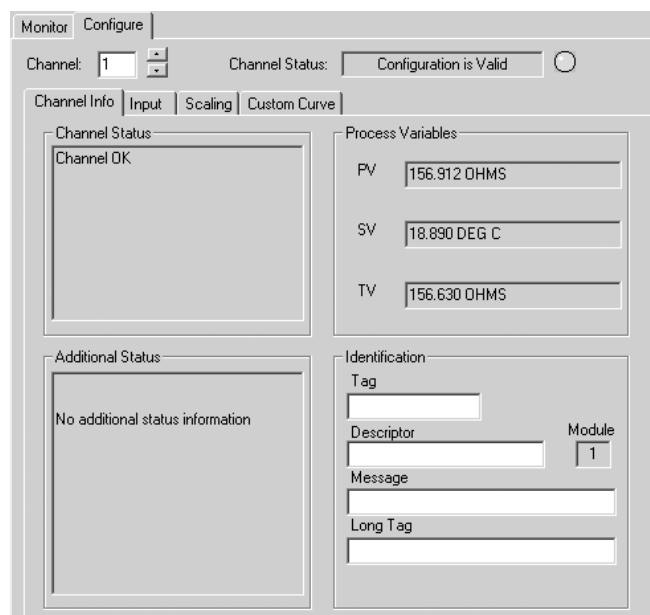 Monitor Configure
Channel: 1 Channel Status: Configuration is Valid
Channel Info Input Scaling Custom Curve
Channel Status
Channel OK
Process Variables
PV 156.912 OHMS
SV 18.890 DEG C
TV 156.630 OHMS
Additional Status
No additional status information
Identification
Tag
Descriptor Module
1
Message
Long Tag